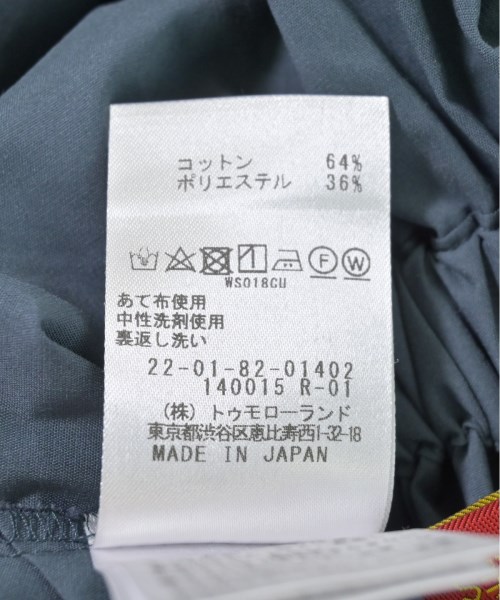 コットン 64%
ポリエステル 36%
F W
WS018CU
あて布使用
中性洗剤使用
裏返し洗い
22-01-82-01402
140015 R-01
(株) トゥモローランド
東京都渋谷区恵比寿西1-32-18
MADE IN JAPAN